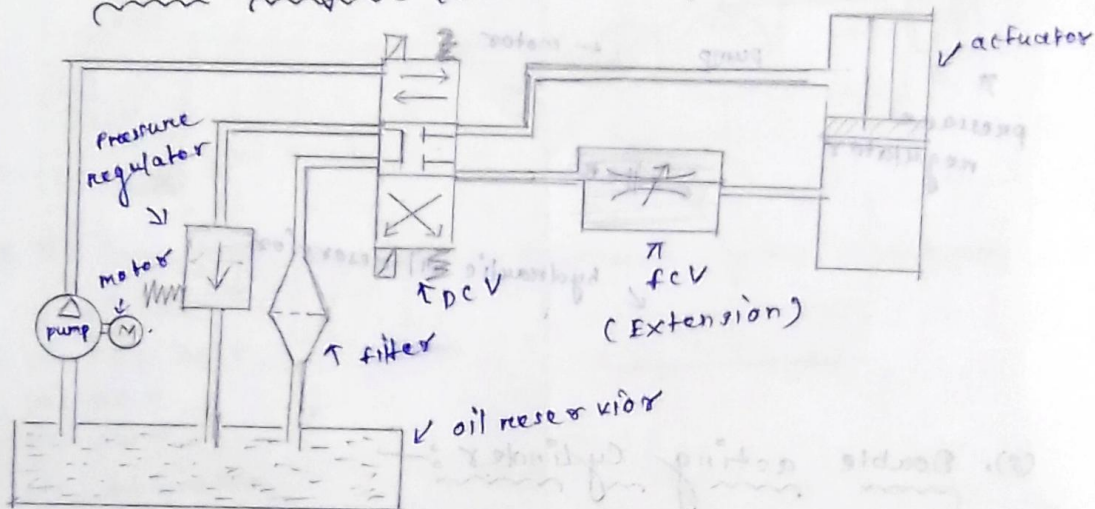 actuator
Pressure
regulator
motor
pump
M
DCV
fcv
(Extension)
filter
oil reservior